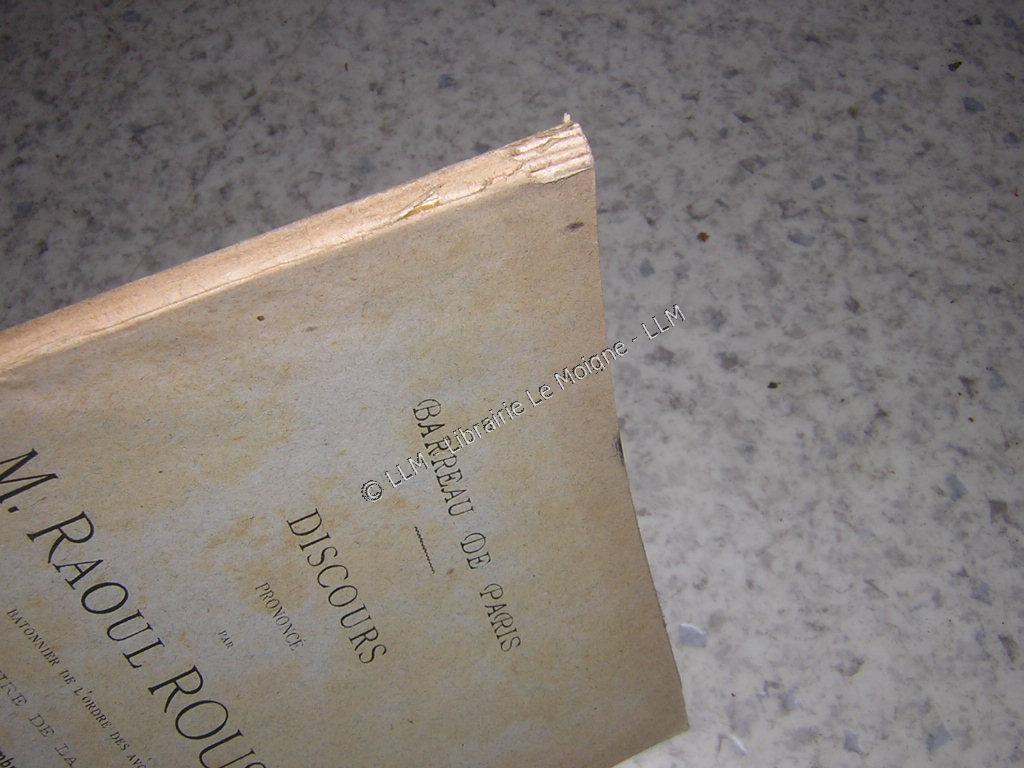 BARREAU DE PARIS
DISCOURS
PRONONCÉ
PAR
M. RAOUL ROUS
BATONNIER DE L'ORDRE DES AVO
DE LA
© LLM - Librairie Le Moigne - LLM